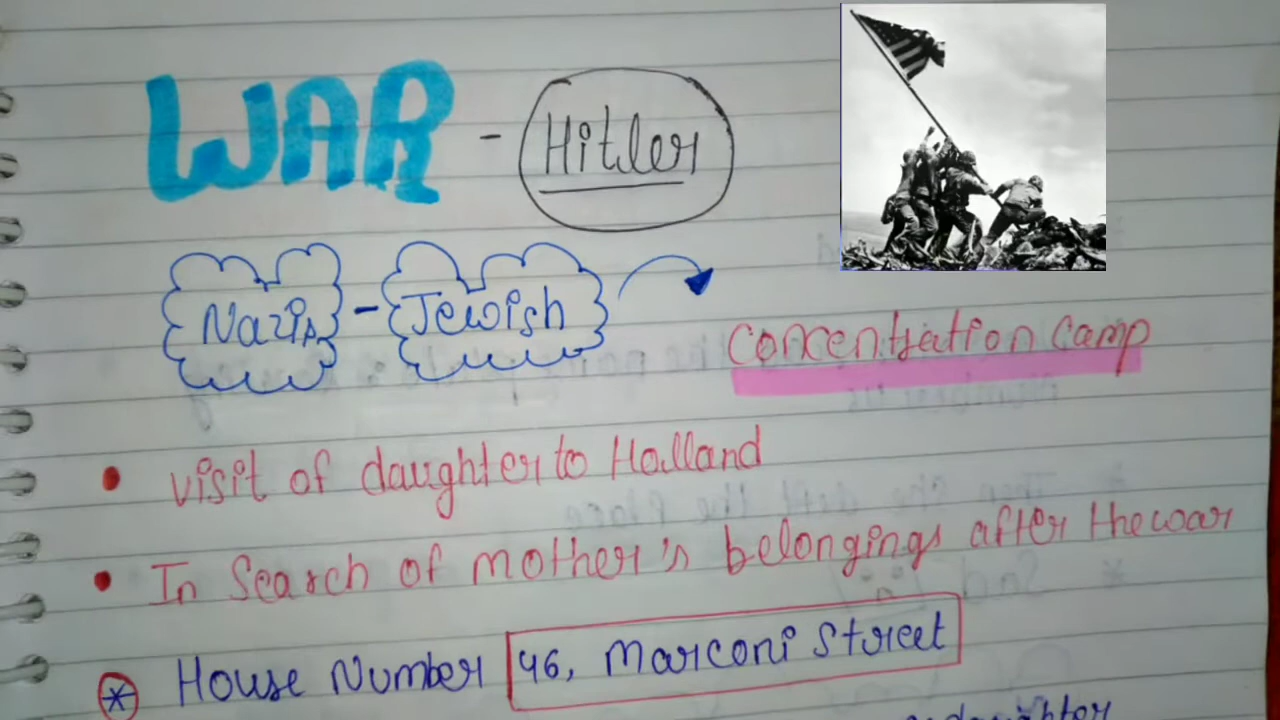 WAR - Hitler
Nazis - Jewish
Concentration Camp
• visit of daughter to Holland
• In Search of mother's belongings after the war
* House Number 46, Marconi Street
daughter